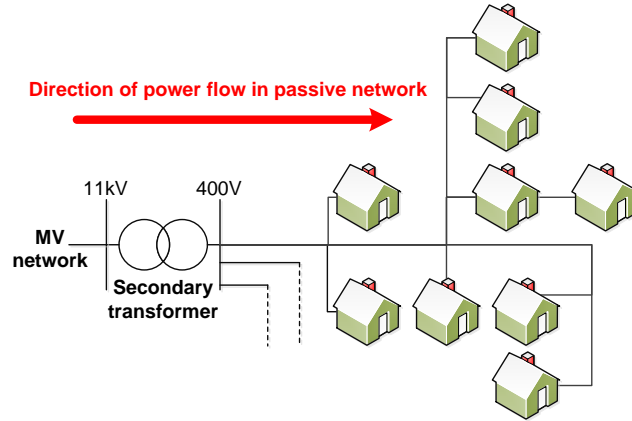 Direction of power flow in passive network
11kV
400V
MV
network
Secondary
transformer